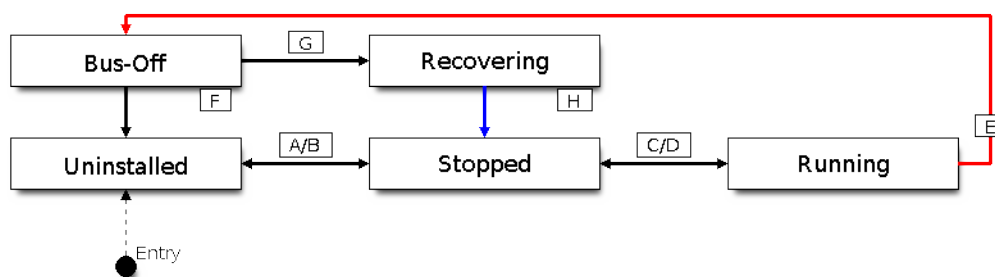 G
Bus-Off
Recovering
F
H
E
A/B
C/D
Uninstalled
Stopped
Running
Entry